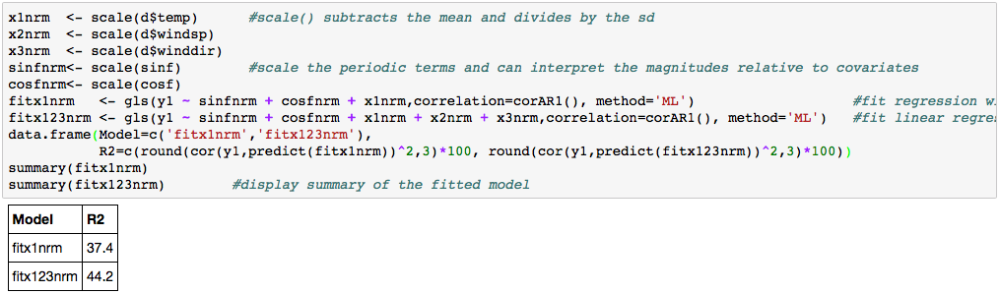 x1nrm  <- scale(d$temp)      #scale() subtracts the mean and divides by the sd
x2nrm  <- scale(d$windsp)
x3nrm  <- scale(d$winddir)
sinfnrm<- scale(sinf)        #scale the periodic terms and can interpret the magnitudes relative to covariates
cosfnrm<- scale(cosf)
fitx1nrm   <- gls(y1 ~ sinfnrm + cosfnrm + x1nrm,correlation=corAR1(), method='ML')                 #fit regression w
fitx123nrm <- gls(y1 ~ sinfnrm + cosfnrm + x1nrm + x2nrm + x3nrm,correlation=corAR1(), method='ML')   #fit linear regre
data.frame(Model=c('fitx1nrm','fitx123nrm'),
           R2=c(round(cor(y1,predict(fitx1nrm))^2,3)*100, round(cor(y1,predict(fitx123nrm))^2,3)*100))
summary(fitx1nrm)
summary(fitx123nrm)        #display summary of the fitted model
Model R2
fitx1nrm 37.4
fitx123nrm 44.2